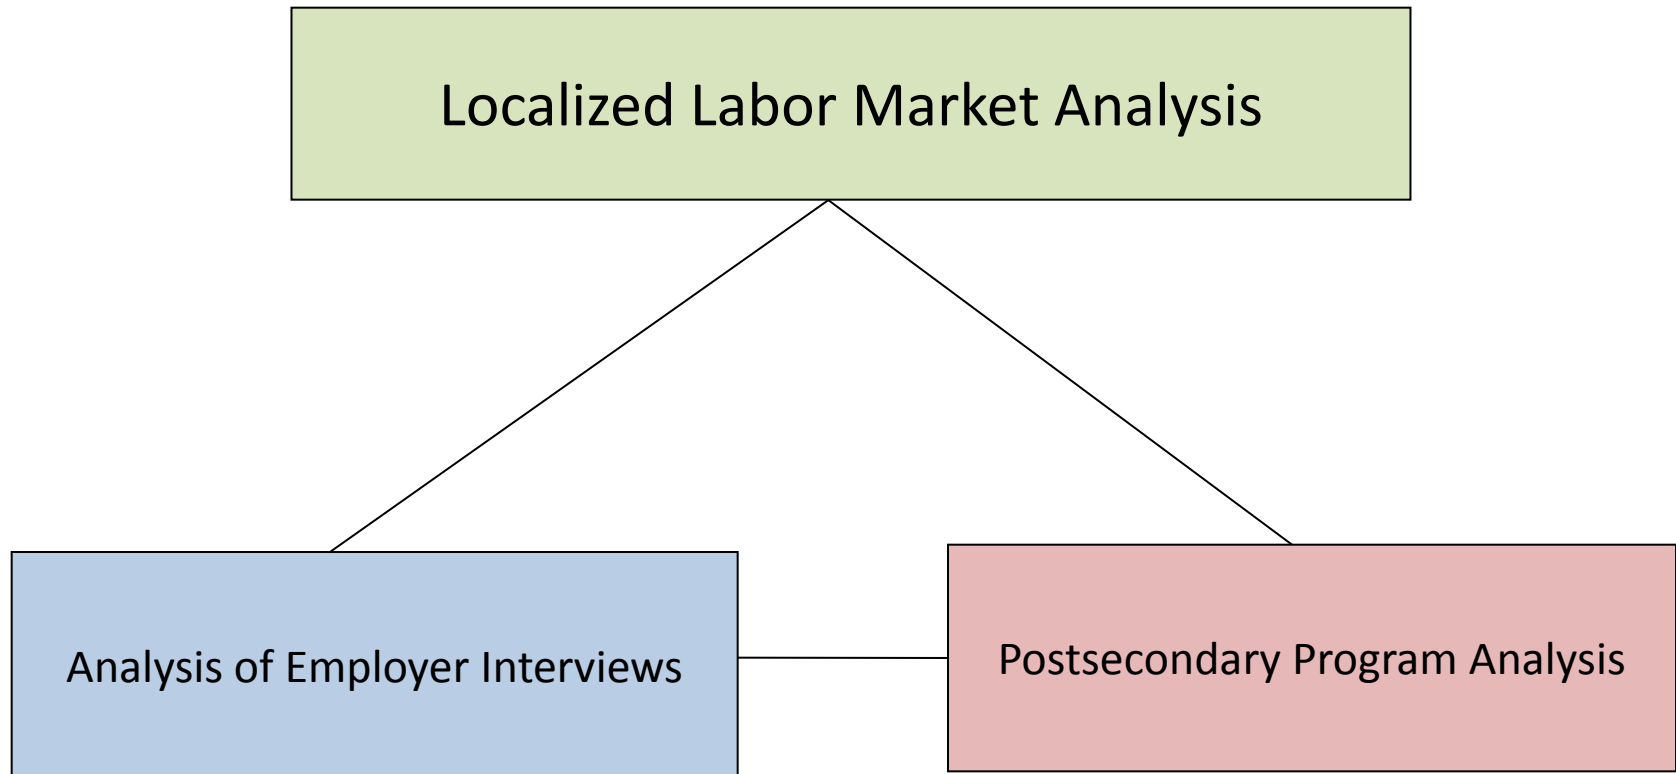 Localized Labor Market Analysis
Analysis of Employer Interviews
Postsecondary Program Analysis